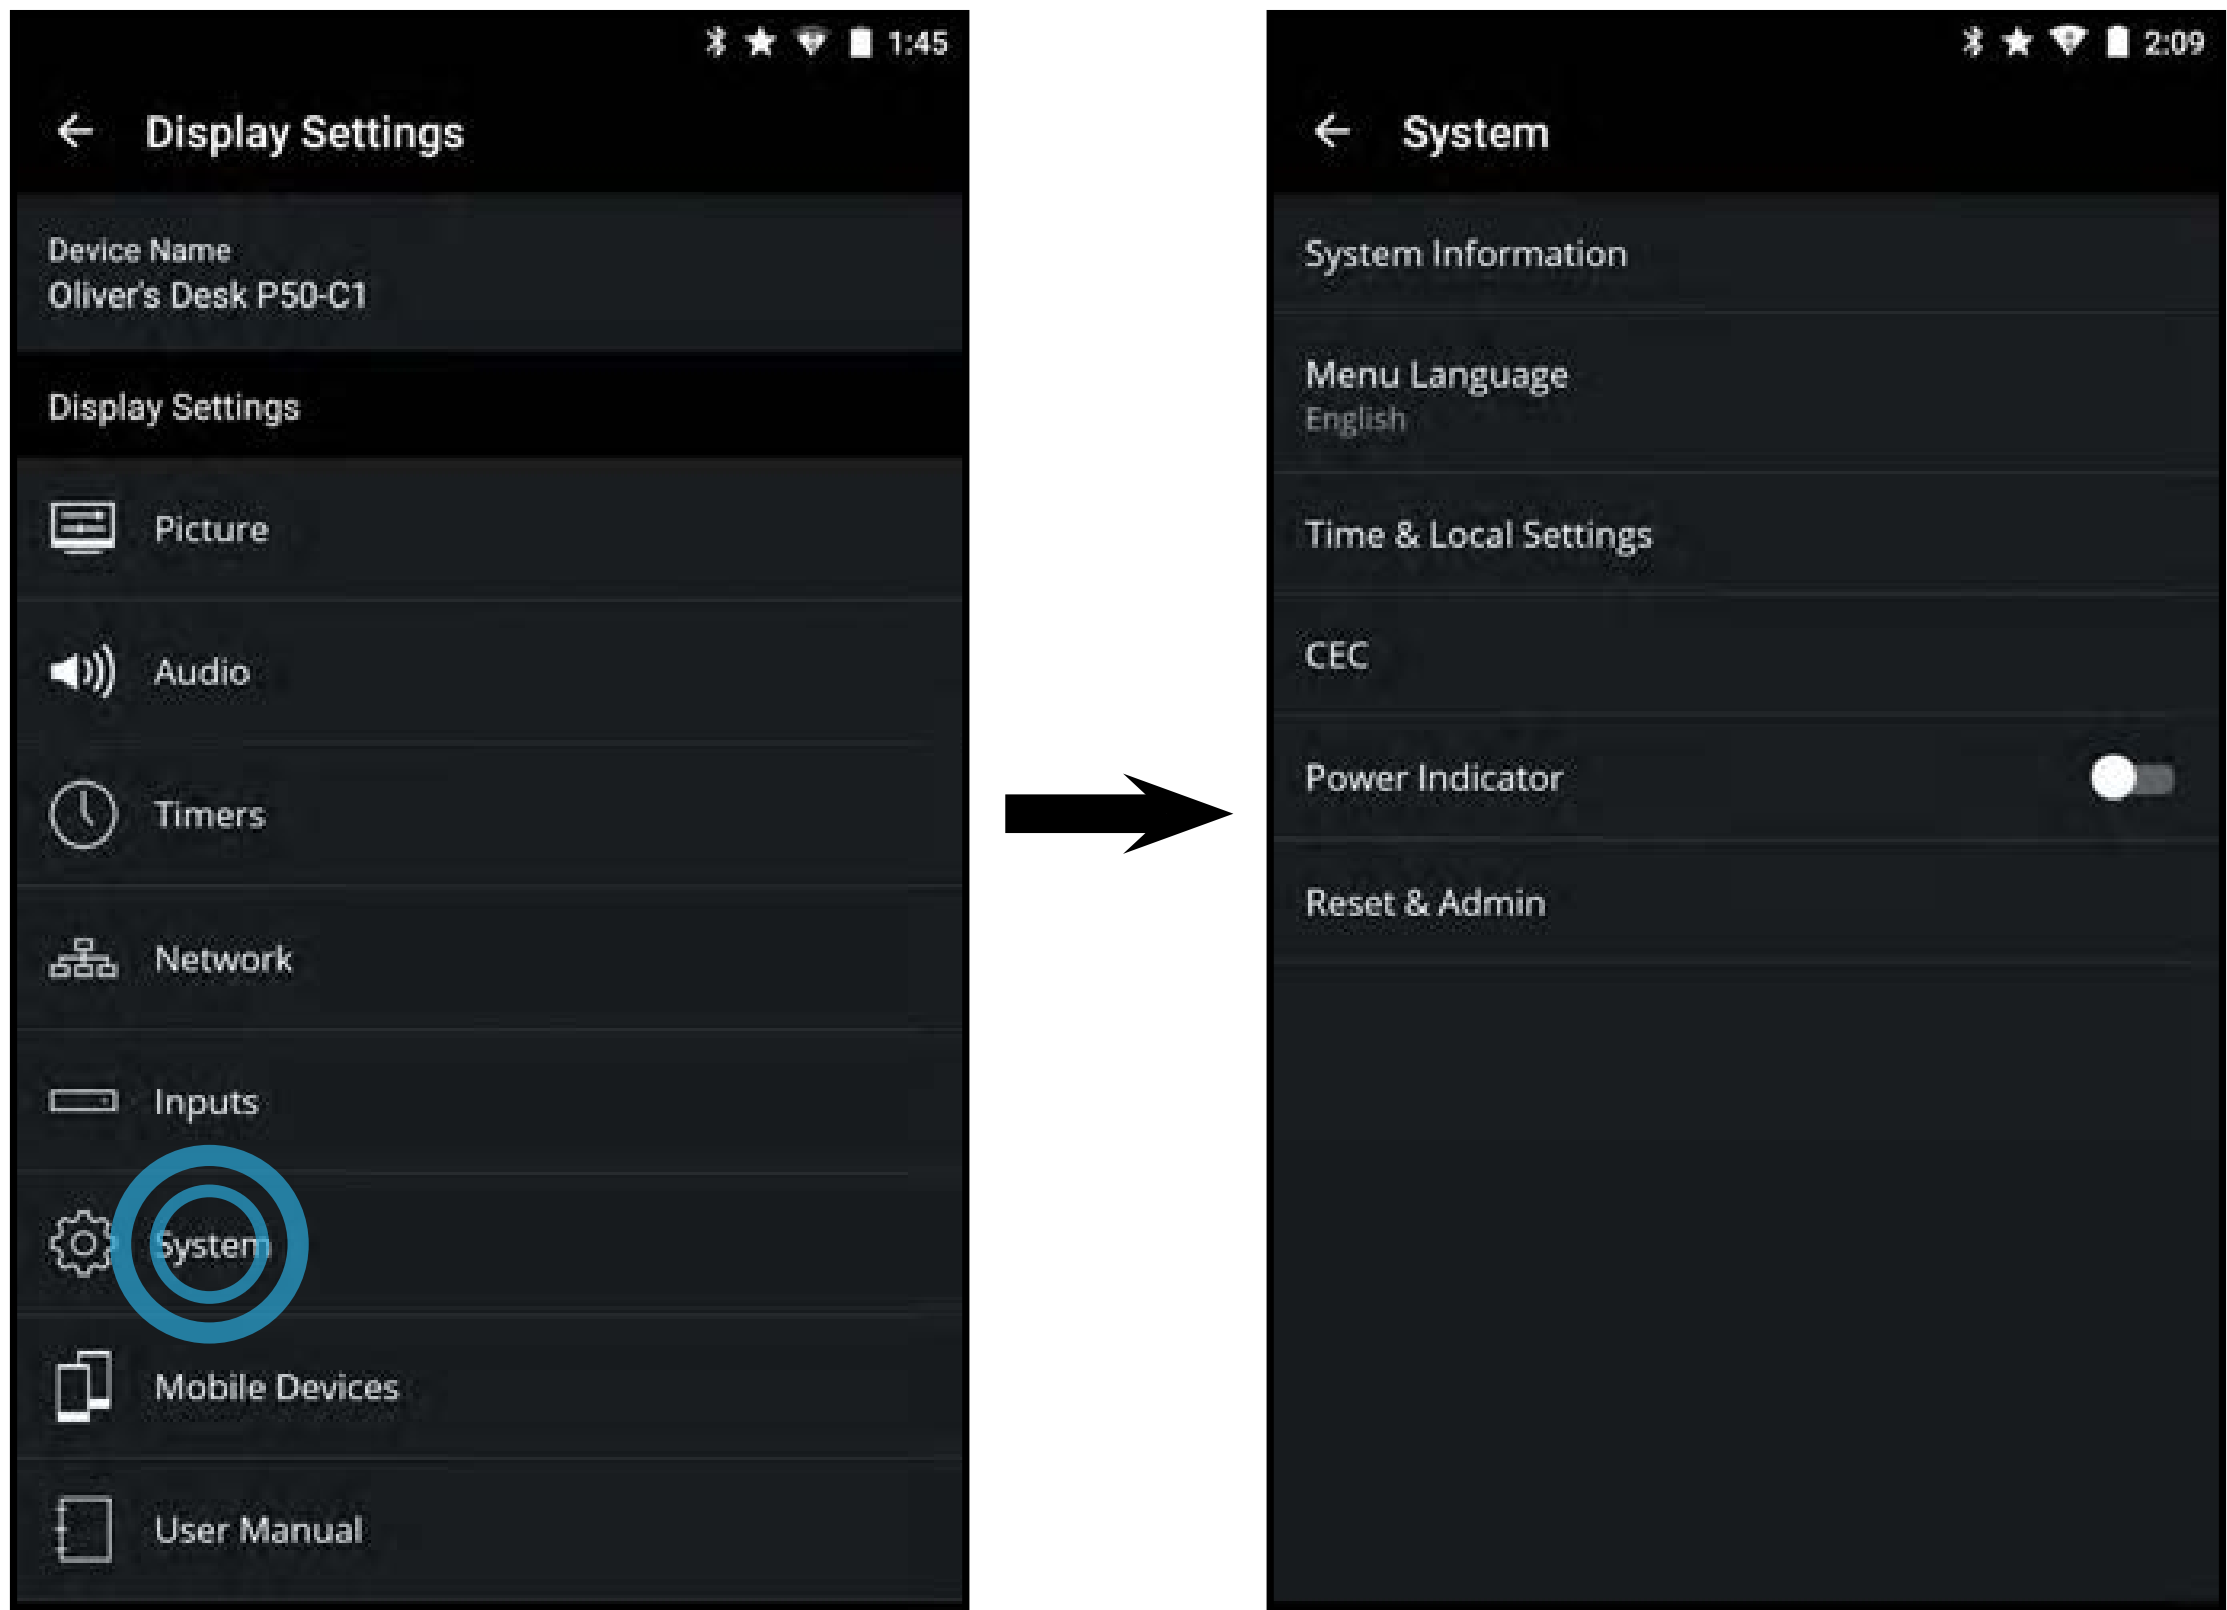 1:45
Display Settings
Device Name
Oliver's Desk P50-C1
Display Settings
Picture
Audio
Timers
Network
Inputs
System
Mobile Devices
User Manual
2:09
System
System Information
Menu Language
English
Time & Local Settings
CEC
Power Indicator
Reset & Admin